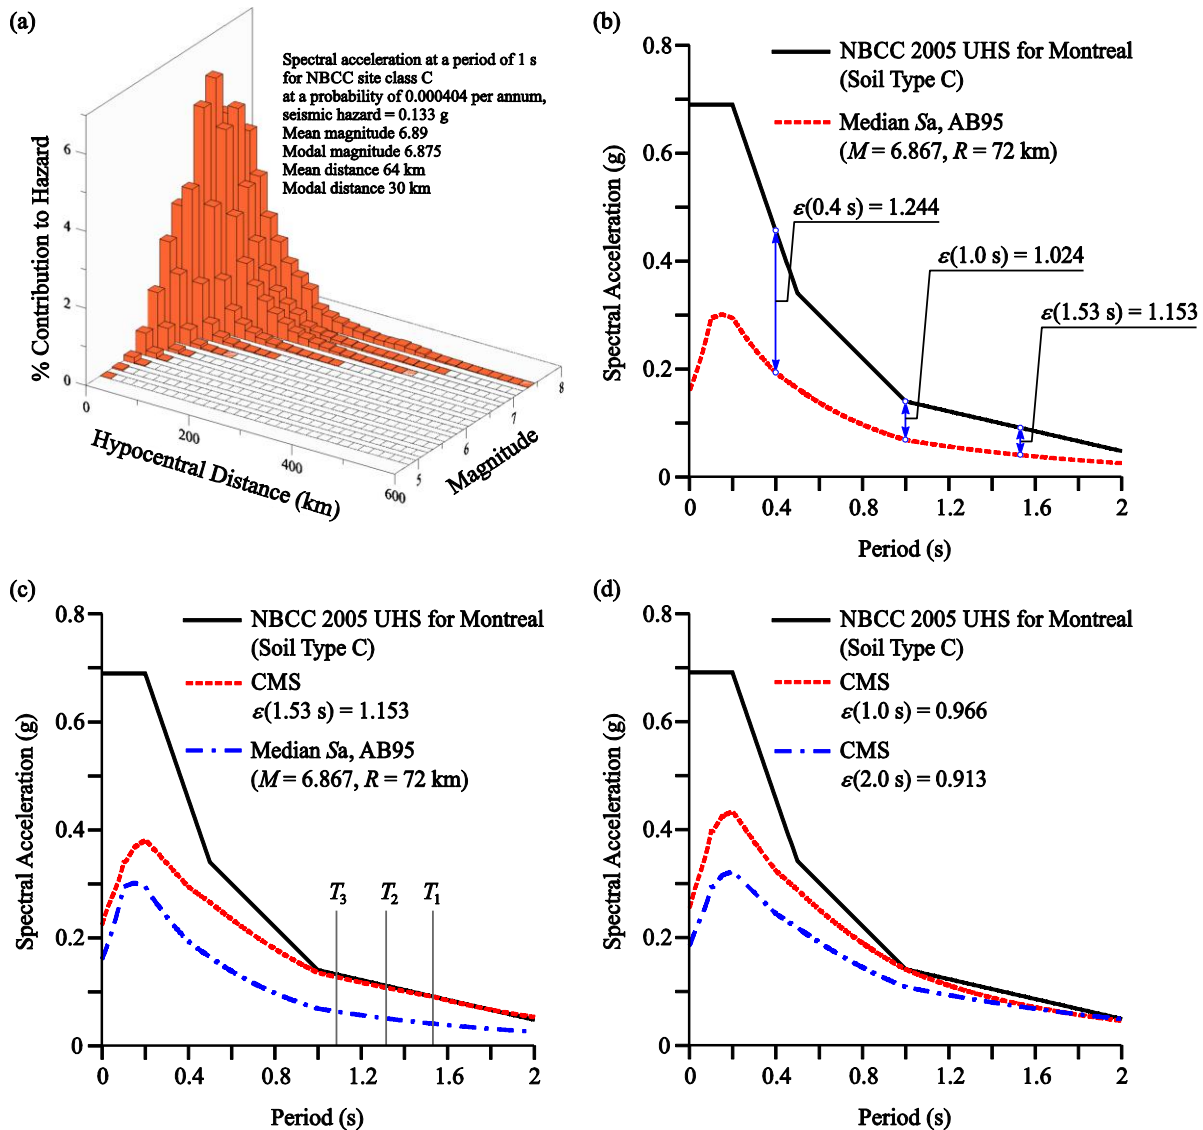 (a)
Spectral acceleration at a period of 1 s
for NBCC site class C
at a probability of 0.000404 per annum,
seismic hazard = 0.133 g
Mean magnitude 6.89
Modal magnitude 6.875
Mean distance 64 km
Modal distance 30 km
% Contribution to Hazard
6
4
2
0
0
200
400
600
Hypocentral Distance (km)
5
6
7
8
Magnitude
(b)
NBCC 2005 UHS for Montreal
(Soil Type C)
Median Sa, AB95
(M = 6.867, R = 72 km)
ε(0.4 s) = 1.244
ε(1.0 s) = 1.024
ε(1.53 s) = 1.153
Spectral Acceleration (g)
0.8
0.6
0.4
0.2
0
0 0.4 0.8 1.2 1.6 2
Period (s)
(c)
NBCC 2005 UHS for Montreal
(Soil Type C)
CMS
ε(1.53 s) = 1.153
Median Sa, AB95
(M = 6.867, R = 72 km)
T3 T2 T1
Spectral Acceleration (g)
0.8
0.6
0.4
0.2
0
0 0.4 0.8 1.2 1.6 2
Period (s)
(d)
NBCC 2005 UHS for Montreal
(Soil Type C)
CMS
ε(1.0 s) = 0.966
CMS
ε(2.0 s) = 0.913
Spectral Acceleration (g)
0.8
0.6
0.4
0.2
0
0 0.4 0.8 1.2 1.6 2
Period (s)